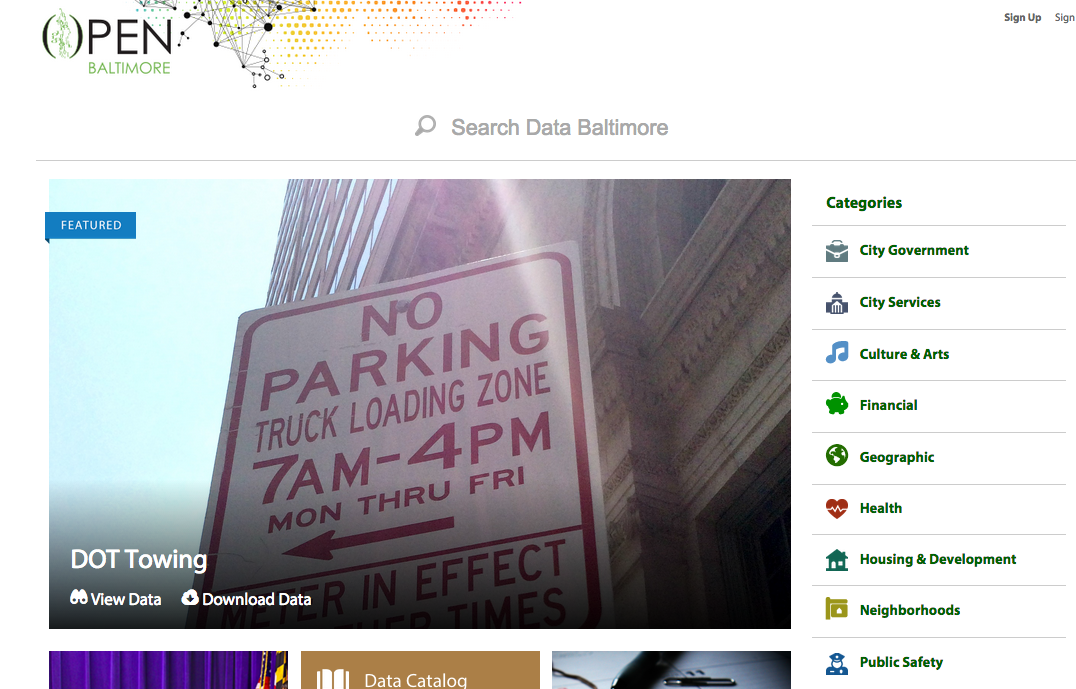 OPEN
BALTIMORE
Sign Up Sign
Search Data Baltimore
FEATURED
NO
PARKING
TRUCK LOADING ZONE
7AM-4PM
MON THRU FRI
METER IN EFFECT
OTHER TIMES
DOT Towing
View Data Download Data
Data Catalog
Categories
City Government
City Services
Culture & Arts
Financial
Geographic
Health
Housing & Development
Neighborhoods
Public Safety